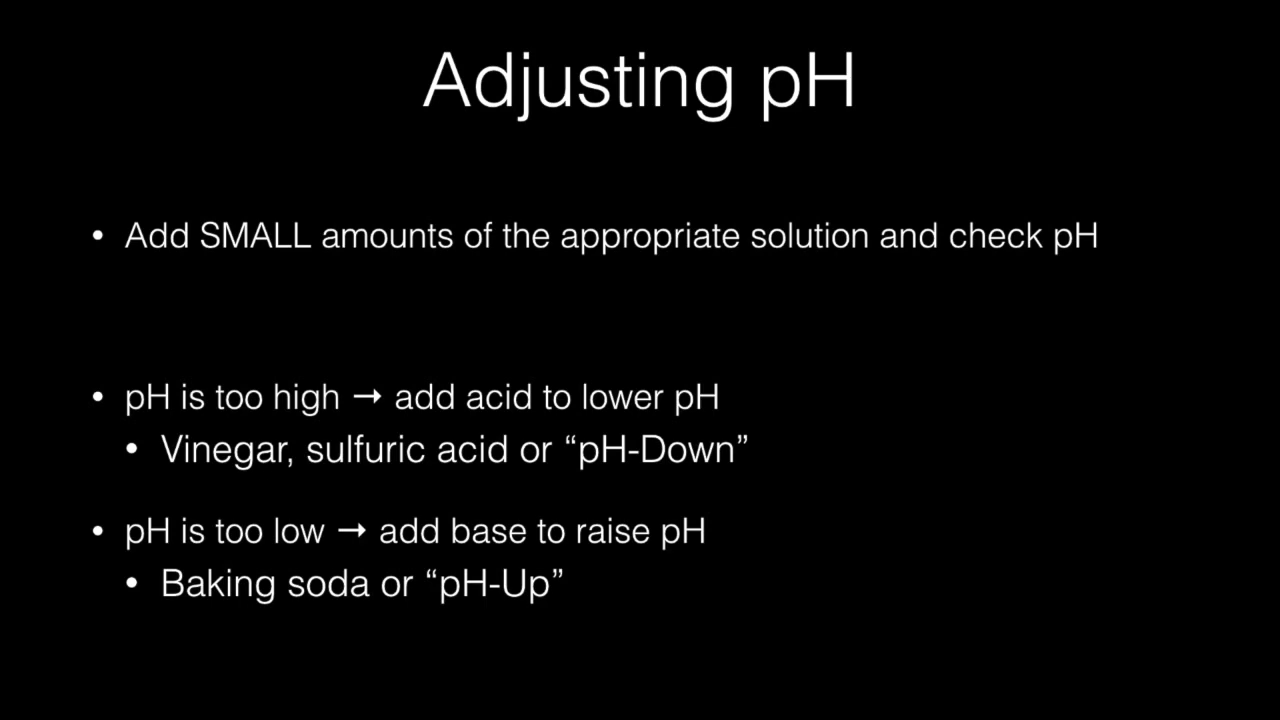 Adjusting pH
• Add SMALL amounts of the appropriate solution and check pH
• pH is too high → add acid to lower pH
• Vinegar, sulfuric acid or “pH-Down”
• pH is too low → add base to raise pH
• Baking soda or “pH-Up”